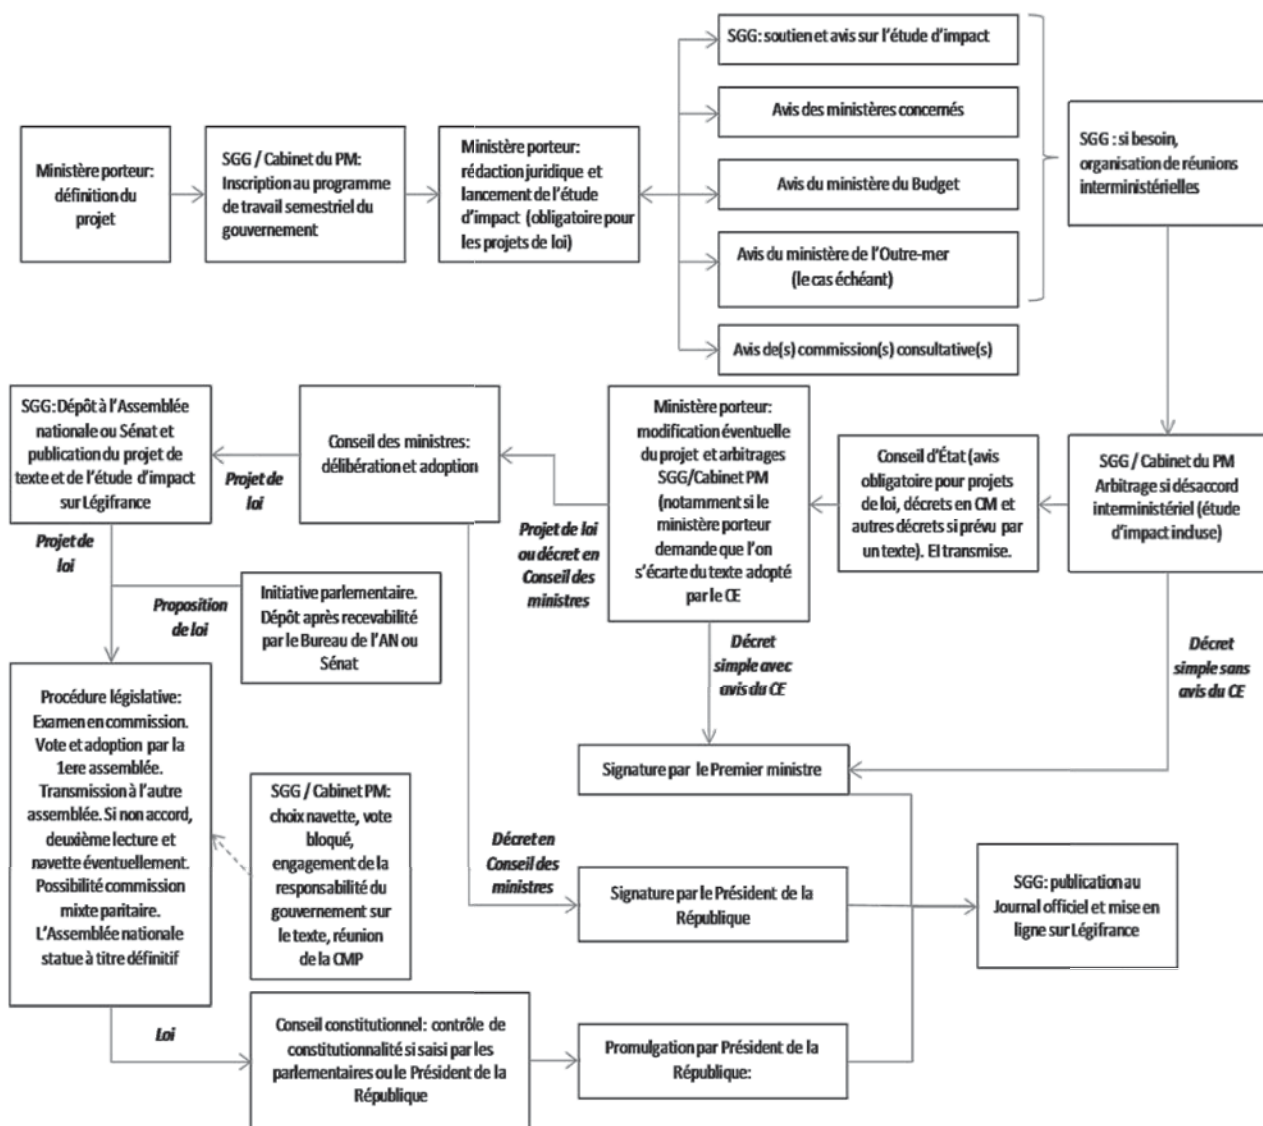 Ministère porteur:
définition du
projet
SGG / Cabinet du PM:
Inscription au programme
de travail semestriel du
gouvernement
Ministère porteur:
rédaction juridique et
lancement de l'étude
d'impact (obligatoire pour
les projets de loi)
SGG: soutien et avis sur l'étude d'impact
Avis des ministères concernés
Avis du ministère du Budget
Avis du ministère de l'Outre-mer
(le cas échéant)
Avis de(s) commission(s) consultative(s)
SGG : si besoin,
organisation de réunions
interministérielles
SGG / Cabinet du PM
Arbitrage si désaccord
interministériel (étude
d'impact incluse)
Conseil d'État (avis
obligatoire pour projets
de loi, décrets en CM et
autres décrets si prévu par
un texte). EI transmise.
Ministère porteur:
modification éventuelle
du projet et arbitrages
SGG/Cabinet PM
(notamment si le
ministère porteur
demande que l'on
s'écarte du texte adopté
par le CE
Projet de loi
ou décret en
Conseil des
ministres
Conseil des ministres:
délibération et adoption
Projet de
loi
SGG: Dépôt à l'Assemblée
nationale ou Sénat et
publication du projet de
texte et de l'étude d'impact
sur Légifrance
Projet de
loi
Proposition
de loi
Initiative parlementaire.
Dépôt après recevabilité
par le Bureau de l'AN ou
Sénat
Décret
simple avec
avis du CE
Décret
simple sans
avis du CE
Procédure législative:
Examen en commission.
Vote et adoption par la
1ere assemblée.
Transmission à l'autre
assemblée. Si non accord,
deuxième lecture et
navette éventuellement.
Possibilité commission
mixte paritaire.
L'Assemblée nationale
statue à titre définitif
SGG / Cabinet PM:
choix navette, vote
bloqué,
engagement de la
responsabilité du
gouvernement sur
le texte, réunion
de la CMP
Décret en
Conseil des
ministres
Signature par le Premier ministre
Signature par le Président de la
République
SGG: publication au
Journal officiel et mise en
ligne sur Légifrance
Loi
Conseil constitutionnel: contrôle de
constitutionnalité si saisi par les
parlementaires ou le Président de la
République
Promulgation par Président de la
République: